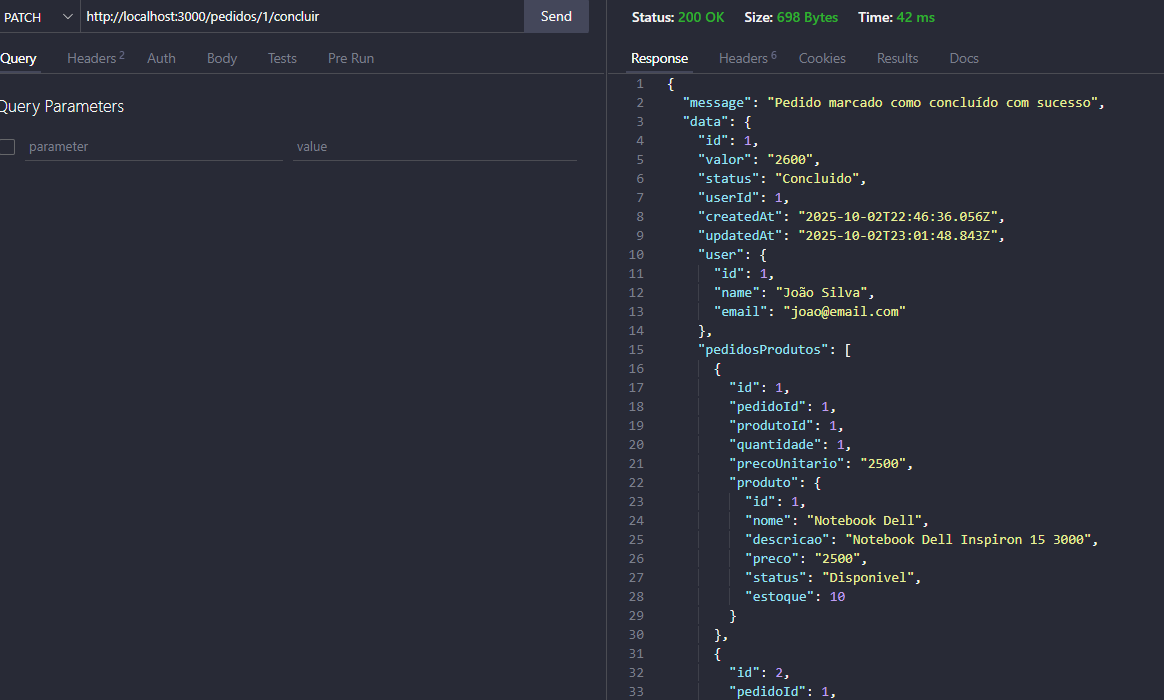 PATCH http://localhost:3000/pedidos/1/concluir Send
Query Headers 2 Auth Body Tests Pre Run
Query Parameters
parameter value
Status: 200 OK Size: 698 Bytes Time: 42 ms
Response Headers 6 Cookies Results Docs
1 {
2 "message": "Pedido marcado como concluído com sucesso",
3 "data": {
4 "id": 1,
5 "valor": "2600",
6 "status": "Concluido",
7 "userId": 1,
8 "createdAt": "2025-10-02T22:46:36.056Z",
9 "updatedAt": "2025-10-02T23:01:48.843Z",
10 "user": {
11 "id": 1,
12 "name": "João Silva",
13 "email": "joao@email.com"
14 },
15 "pedidosProdutos": [
16 {
17 "id": 1,
18 "pedidoId": 1,
19 "produtoId": 1,
20 "quantidade": 1,
21 "precoUnitario": "2500",
22 "produto": {
23 "id": 1,
24 "nome": "Notebook Dell",
25 "descricao": "Notebook Dell Inspiron 15 3000",
26 "preco": "2500",
27 "status": "Disponivel",
28 "estoque": 10
29 }
30 },
31 {
32 "id": 2,
33 "pedidoId": 1,